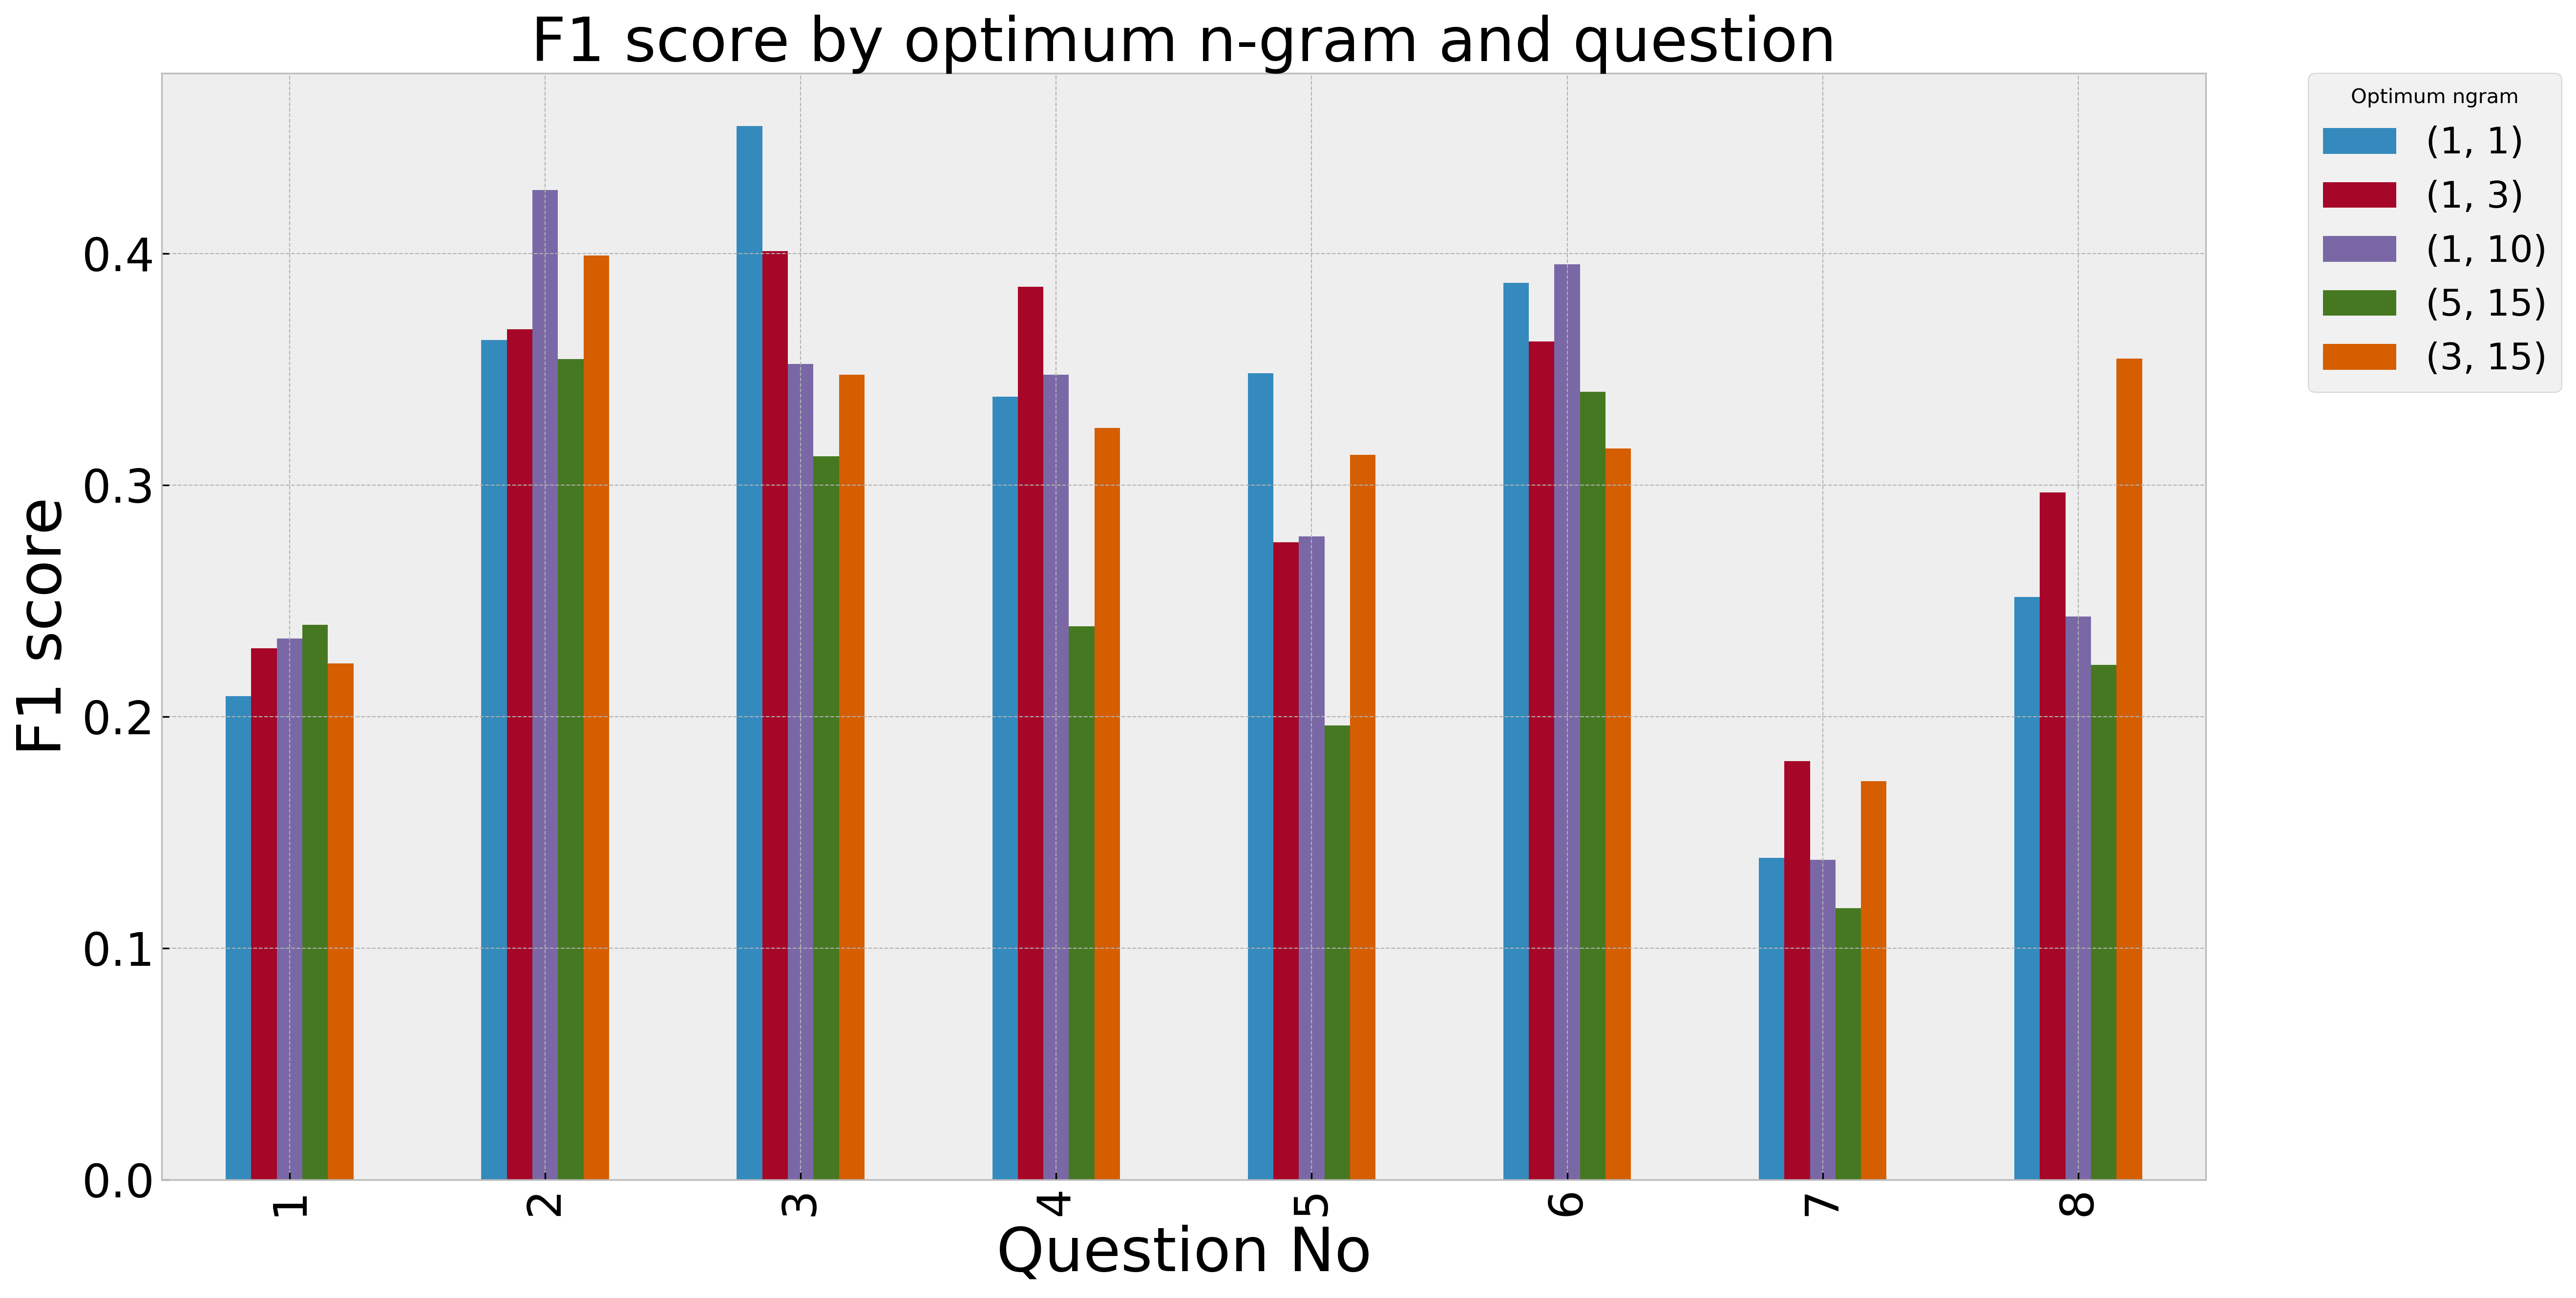 F1 score by optimum n-gram and question
Optimum ngram
(1, 1)
(1, 3)
(1, 10)
(5, 15)
(3, 15)
F1 score
0.4
0.3
0.2
0.1
0.0
1 2 3 4 5 6 7 8
Question No